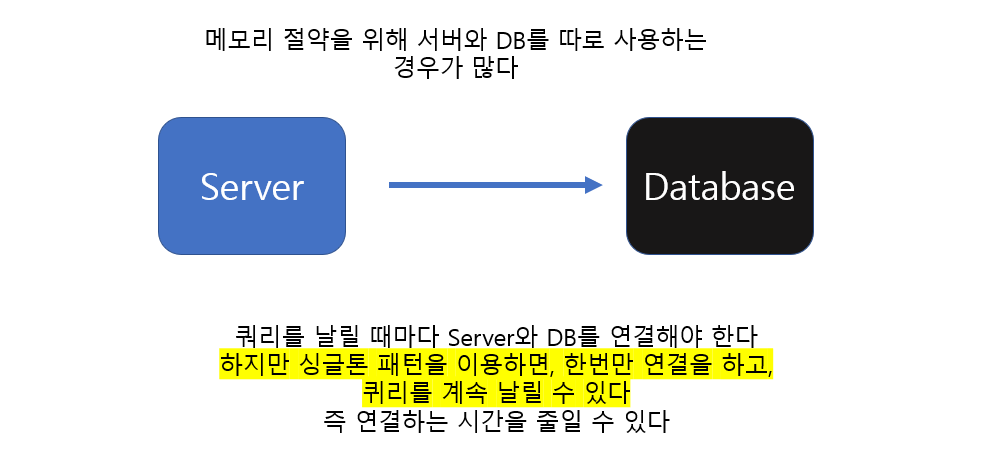 메모리 절약을 위해 서버와 DB를 따로 사용하는
경우가 많다
Server
Database
쿼리를 날릴 때마다 Server와 DB를 연결해야 한다
하지만 싱글톤 패턴을 이용하면, 한번만 연결을 하고,
퀴리를 계속 날릴 수 있다
즉 연결하는 시간을 줄일 수 있다